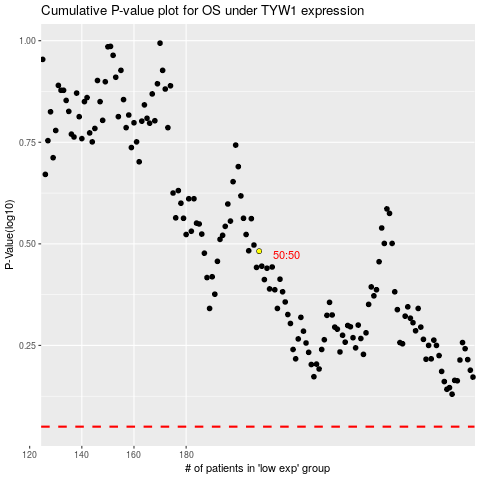 Cumulative P-value plot for OS under TYW1 expression
1.00
0.75
0.50
0.25
P-Value(log10)
50:50
120 140 160 180
# of patients in 'low exp' group